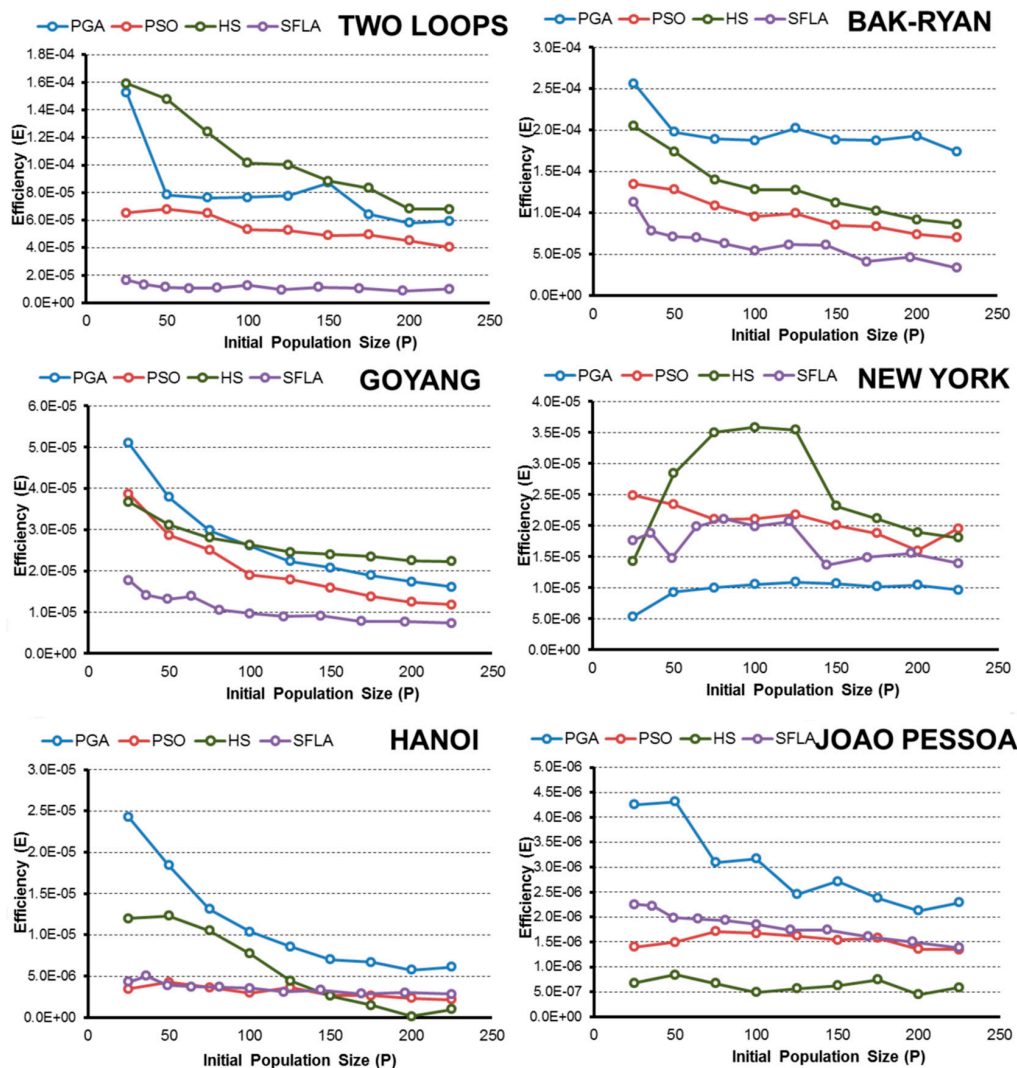 PGA PSO HS SFLA TWO LOOPS
Efficiency (E)
1.8E-04
1.6E-04
1.4E-04
1.2E-04
1.0E-04
8.0E-05
6.0E-05
4.0E-05
2.0E-05
0.0E+00
0 50 100 150 200 250
Initial Population Size (P)
PGA PSO HS SFLA BAK-RYAN
Efficiency (E)
3.0E-04
2.5E-04
2.0E-04
1.5E-04
1.0E-04
5.0E-05
0.0E+00
0 50 100 150 200 250
Initial Population Size (P)
PGA PSO HS SFLA GOYANG
Efficiency (E)
6.0E-05
5.0E-05
4.0E-05
3.0E-05
2.0E-05
1.0E-05
0.0E+00
0 50 100 150 200 250
Initial Population Size (P)
PGA PSO HS SFLA NEW YORK
Efficiency (E)
4.0E-05
3.5E-05
3.0E-05
2.5E-05
2.0E-05
1.5E-05
1.0E-05
5.0E-06
0.0E+00
0 50 100 150 200 250
Initial Population Size (P)
PGA PSO HS SFLA HANOI
Efficiency (E)
3.0E-05
2.5E-05
2.0E-05
1.5E-05
1.0E-05
5.0E-06
0.0E+00
0 50 100 150 200 250
Initial Population Size (P)
PGA PSO HS SFLA JOAO PESSOA
Efficiency (E)
5.0E-06
4.5E-06
4.0E-06
3.5E-06
3.0E-06
2.5E-06
2.0E-06
1.5E-06
1.0E-06
5.0E-07
0.0E+00
0 50 100 150 200 250
Initial Population Size (P)